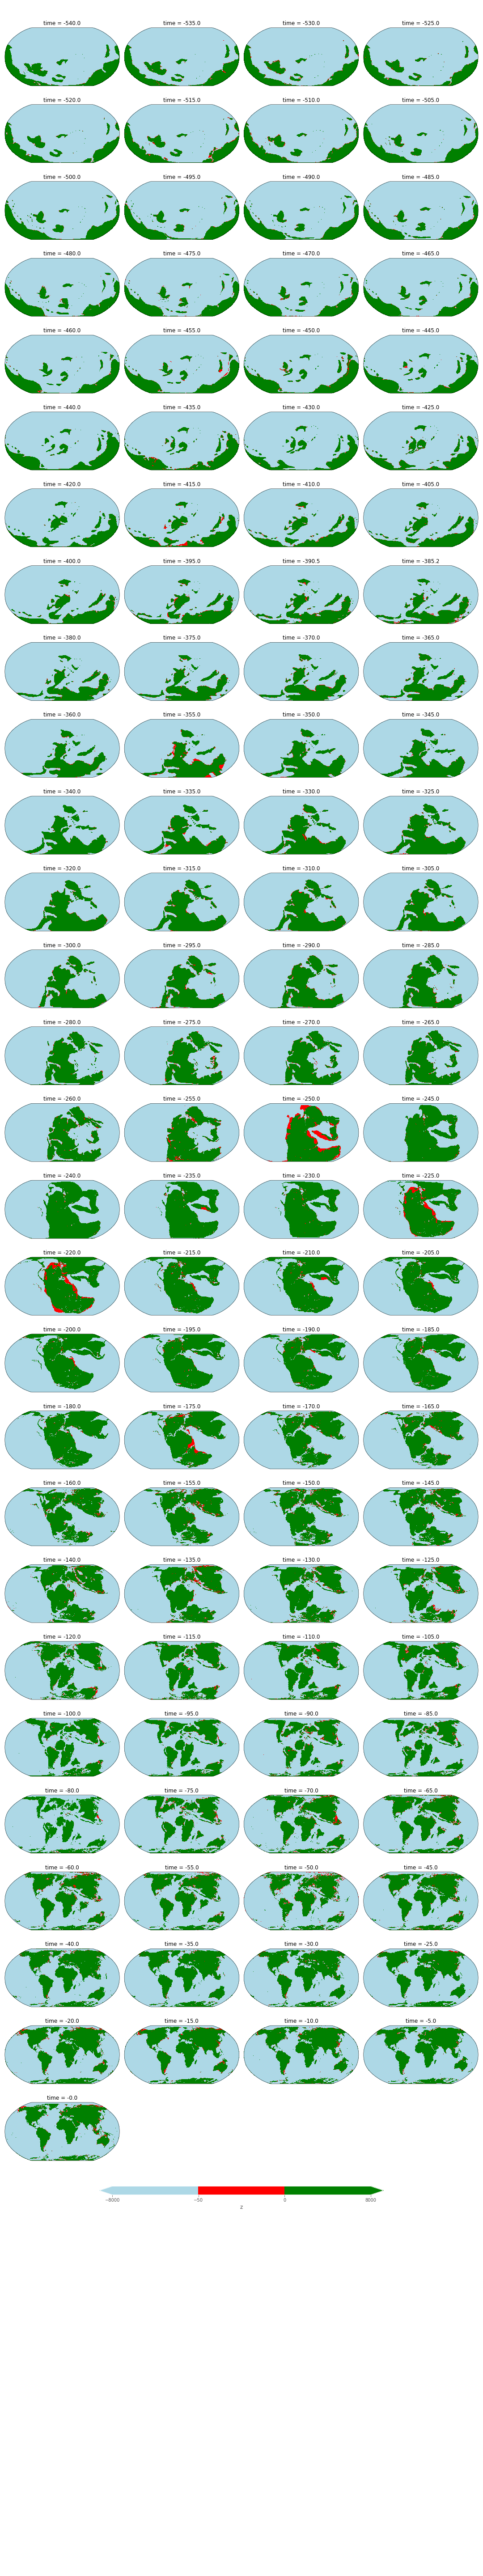 time = -540.0 time = -535.0 time = -530.0 time = -525.0
time = -520.0 time = -515.0 time = -510.0 time = -505.0
time = -500.0 time = -495.0 time = -490.0 time = -485.0
time = -480.0 time = -475.0 time = -470.0 time = -465.0
time = -460.0 time = -455.0 time = -450.0 time = -445.0
time = -440.0 time = -435.0 time = -430.0 time = -425.0
time = -420.0 time = -415.0 time = -410.0 time = -405.0
time = -400.0 time = -395.0 time = -390.5 time = -385.2
time = -380.0 time = -375.0 time = -370.0 time = -365.0
time = -360.0 time = -355.0 time = -350.0 time = -345.0
time = -340.0 time = -335.0 time = -330.0 time = -325.0
time = -320.0 time = -315.0 time = -310.0 time = -305.0
time = -300.0 time = -295.0 time = -290.0 time = -285.0
time = -280.0 time = -275.0 time = -270.0 time = -265.0
time = -260.0 time = -255.0 time = -250.0 time = -245.0
time = -240.0 time = -235.0 time = -230.0 time = -225.0
time = -220.0 time = -215.0 time = -210.0 time = -205.0
time = -200.0 time = -195.0 time = -190.0 time = -185.0
time = -180.0 time = -175.0 time = -170.0 time = -165.0
time = -160.0 time = -155.0 time = -150.0 time = -145.0
time = -140.0 time = -135.0 time = -130.0 time = -125.0
time = -120.0 time = -115.0 time = -110.0 time = -105.0
time = -100.0 time = -95.0 time = -90.0 time = -85.0
time = -80.0 time = -75.0 time = -70.0 time = -65.0
time = -60.0 time = -55.0 time = -50.0 time = -45.0
time = -40.0 time = -35.0 time = -30.0 time = -25.0
time = -20.0 time = -15.0 time = -10.0 time = -5.0
time = -0.0
−8000 −50 0 8000
z